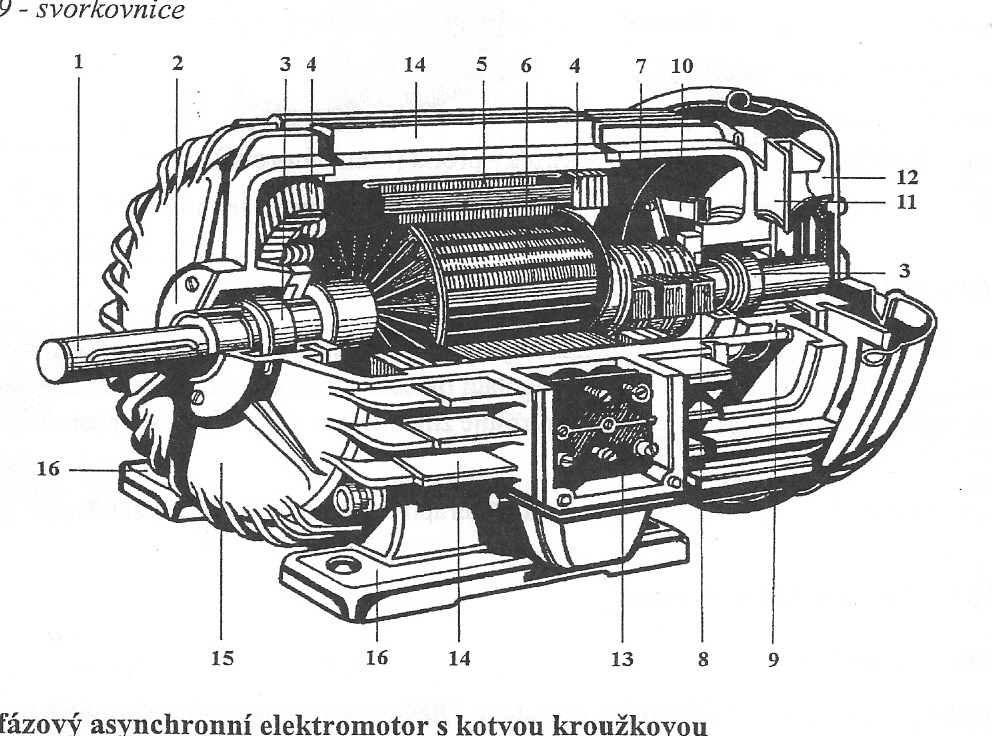 9 - svorkovnice
1 2 3 4 14 5 6 4 7 10
12
11
3
16
15 16 14 13 8 9
fázový asynchronní elektromotor s kotvou kroužkovou